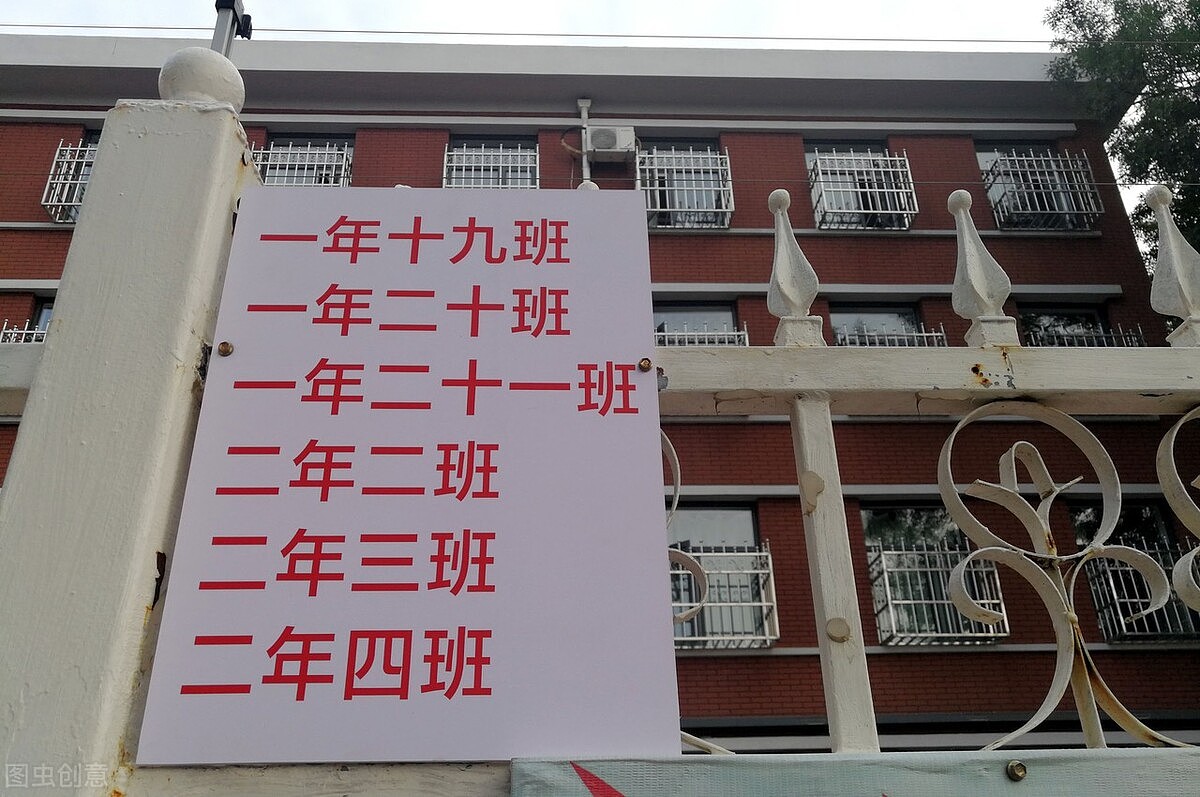 一年十九班
一年二十班
一年二十一班
二年二班
二年三班
二年四班
图虫创意